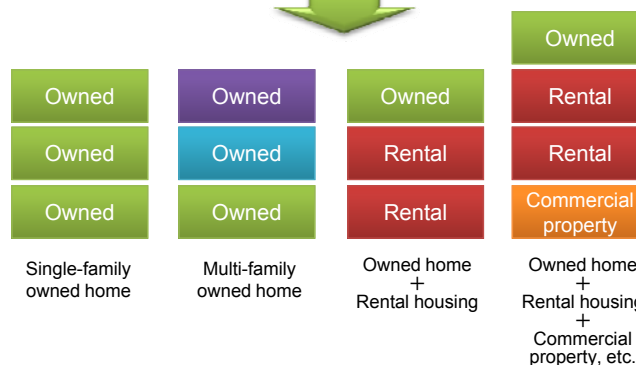 Owned
Owned
Owned
Owned
Rental
Owned
Owned
Rental
Rental
Owned
Owned
Rental
Commercial
property
Single-family
owned home
Multi-family
owned home
Owned home
+
Rental housing
Owned home
+
Rental housing
+
Commercial
property, etc.